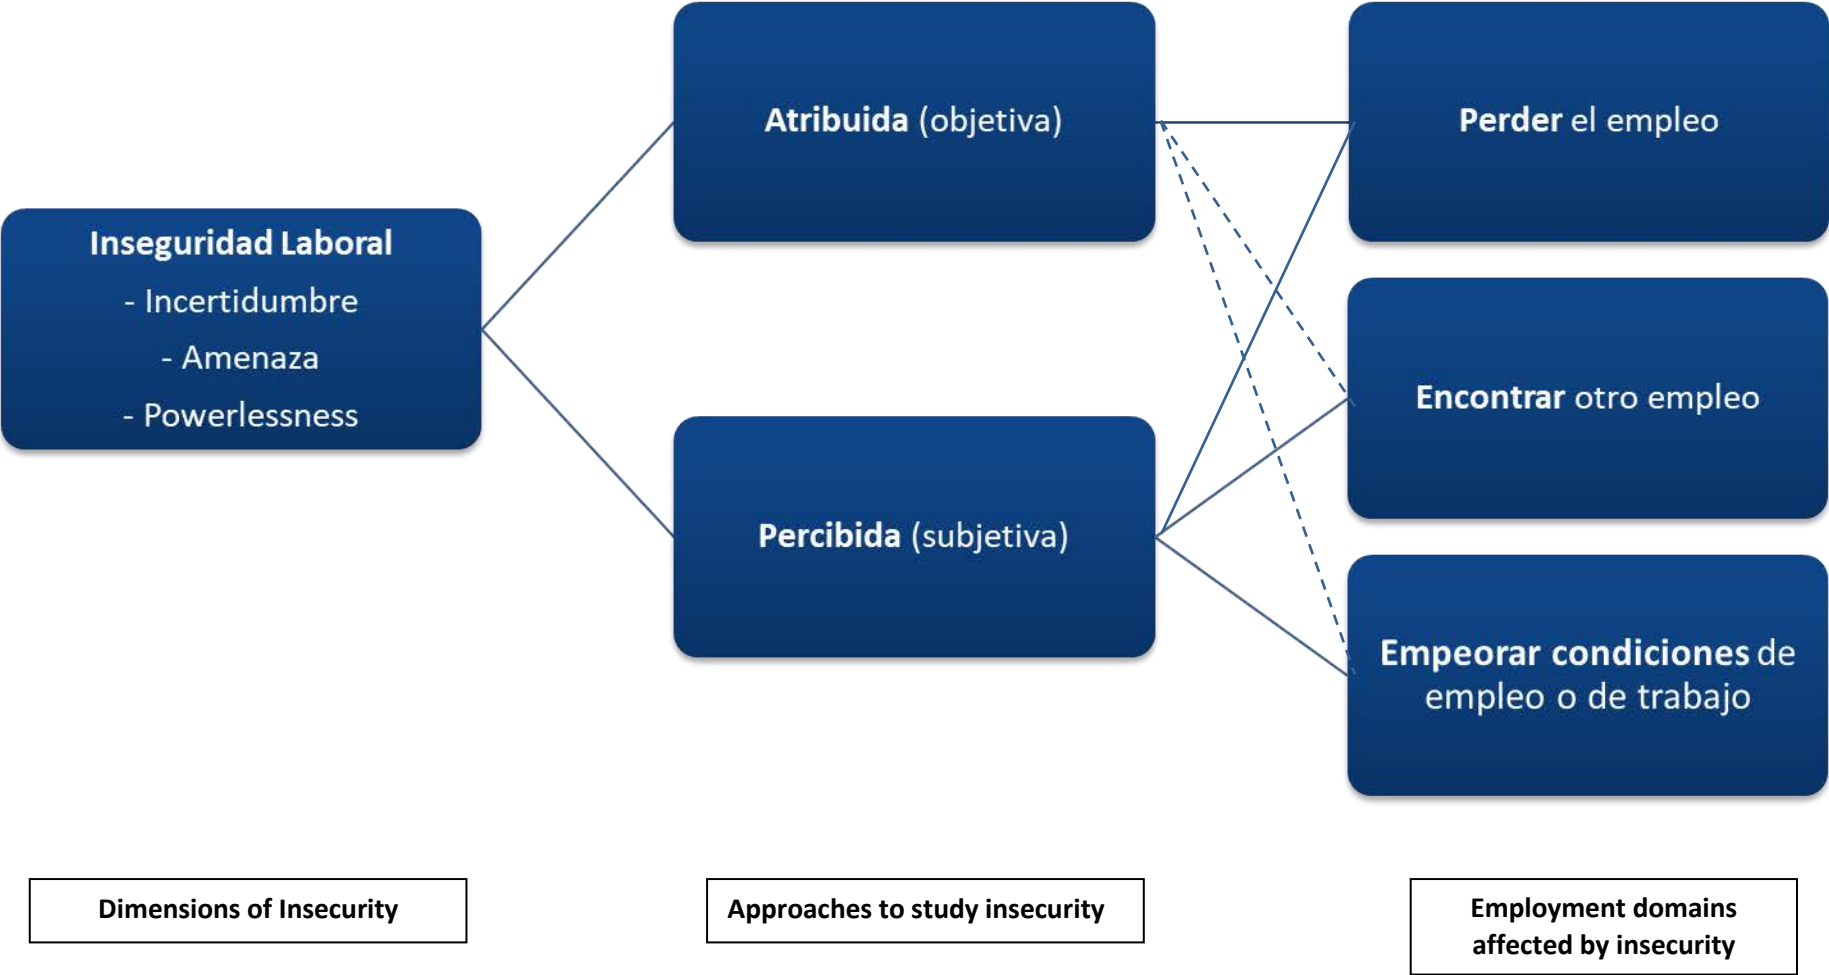 Inseguridad Laboral
- Incertidumbre
- Amenaza
- Powerlessness
Atribuida (objetiva)
Percibida (subjetiva)
Perder el empleo
Encontrar otro empleo
Empeorar condiciones de
empleo o de trabajo
Dimensions of Insecurity
Approaches to study insecurity
Employment domains
affected by insecurity